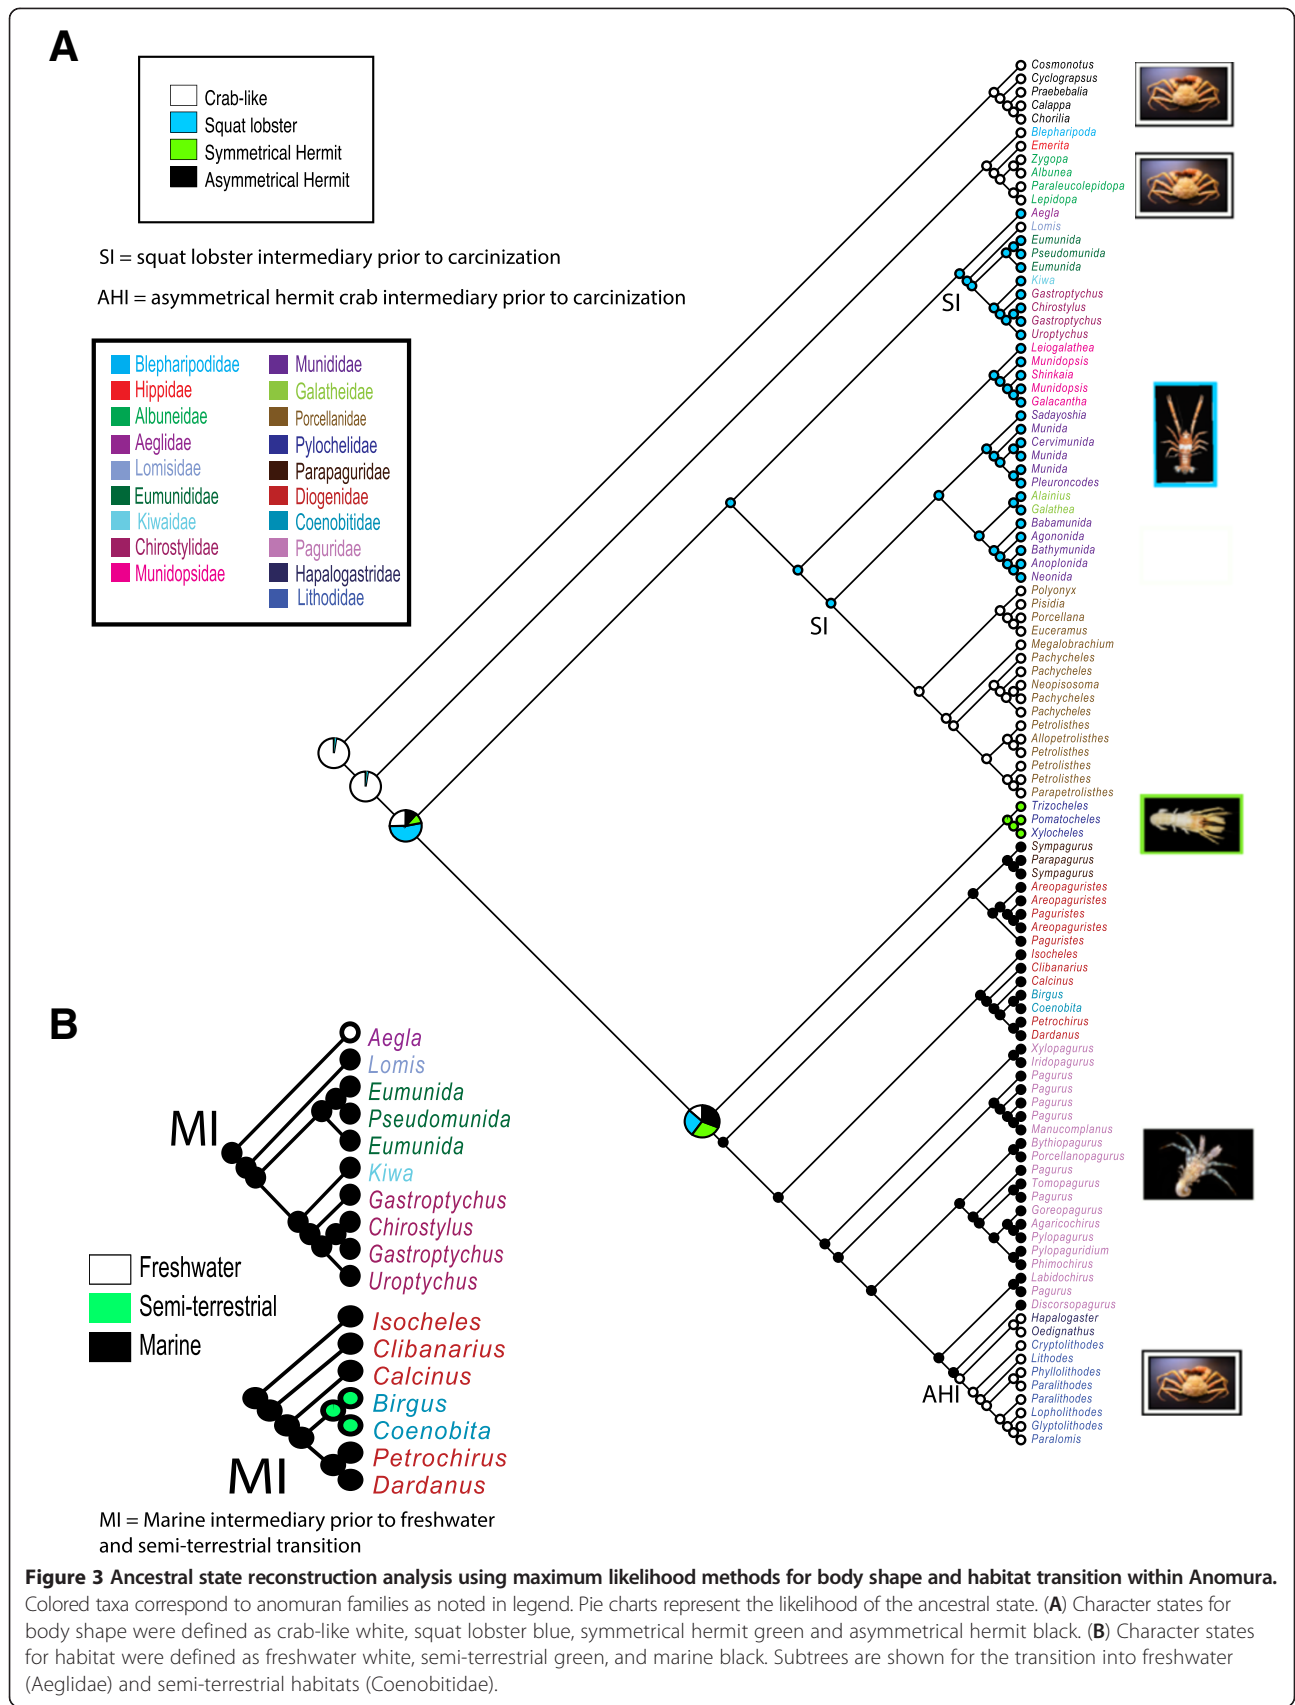 A
Crab-like
Squat lobster
Symmetrical Hermit
Asymmetrical Hermit
SI = squat lobster intermediary prior to carcinization
AHI = asymmetrical hermit crab intermediary prior to carcinization
Blepharipodidae
Hippidae
Albuneidae
Aeglidae
Lomisidae
Eumunididae
Kiwaidae
Chirostylidae
Munidopsidae
Munididae
Galatheidae
Porcellanidae
Pylochelidae
Parapaguridae
Diogenidae
Coenobitidae
Paguridae
Hapalogastridae
Lithodidae
Cosmonotus
Cyclograpsus
Praebebalia
Calappa
Chorilia
Blepharipoda
Emerita
Zygopa
Albunea
Paraleucolepidopa
Lepidopa
Aegla
Lomis
Eumunida
Pseudomunida
Eumunida
Kiwa
Gastroptychus
Chirostylus
Gastroptychus
Uroptychus
Leiogalathea
Munidopsis
Shinkaia
Munidopsis
Galacantha
Sadayoshia
Munida
Cervimunida
Munida
Munida
Pleuroncodes
Alainius
Galathea
Babamunida
Agononida
Bathymunida
Anoplonida
Neonida
Polyonyx
Pisidia
Porcellana
Euceramus
Megalobrachium
Pachycheles
Pachycheles
Neopisosoma
Pachycheles
Pachycheles
Petrolisthes
Allopetrolisthes
Petrolisthes
Petrolisthes
Petrolisthes
Parapetrolisthes
Trizocheles
Pomatocheles
Xylocheles
Sympagurus
Parapagurus
Sympagurus
Areopaguristes
Areopaguristes
Paguristes
Areopaguristes
Paguristes
Isocheles
Clibanarius
Calcinus
Birgus
Coenobita
Petrochirus
Dardanus
Xylopagurus
Iridopagurus
Pagurus
Pagurus
Pagurus
Pagurus
Manucomplanus
Bythiopagurus
Porcellanopagurus
Pagurus
Tomopagurus
Pagurus
Goreopagurus
Agaricochirus
Pylopagurus
Pylopaguridium
Phimochirus
Labidochirus
Pagurus
Discorsopagurus
Hapalogaster
Oedignathus
Cryptolithodes
Lithodes
Phyllolithodes
Paralithodes
Paralithodes
Lopholithodes
Glyptolithodes
Paralomis
SI
SI
AHI
B
Aegla
Lomis
Eumunida
Pseudomunida
Eumunida
Kiwa
Gastroptychus
Chirostylus
Gastroptychus
Uroptychus
MI
Freshwater
Semi-terrestrial
Marine
Isocheles
Clibanarius
Calcinus
Birgus
Coenobita
Petrochirus
Dardanus
MI
MI = Marine intermediary prior to freshwater
and semi-terrestrial transition
Figure 3 Ancestral state reconstruction analysis using maximum likelihood methods for body shape and habitat transition within Anomura.
Colored taxa correspond to anomuran families as noted in legend. Pie charts represent the likelihood of the ancestral state. (A) Character states for
body shape were defined as crab-like white, squat lobster blue, symmetrical hermit green and asymmetrical hermit black. (B) Character states
for habitat were defined as freshwater white, semi-terrestrial green, and marine black. Subtrees are shown for the transition into freshwater
(Aeglidae) and semi-terrestrial habitats (Coenobitidae).